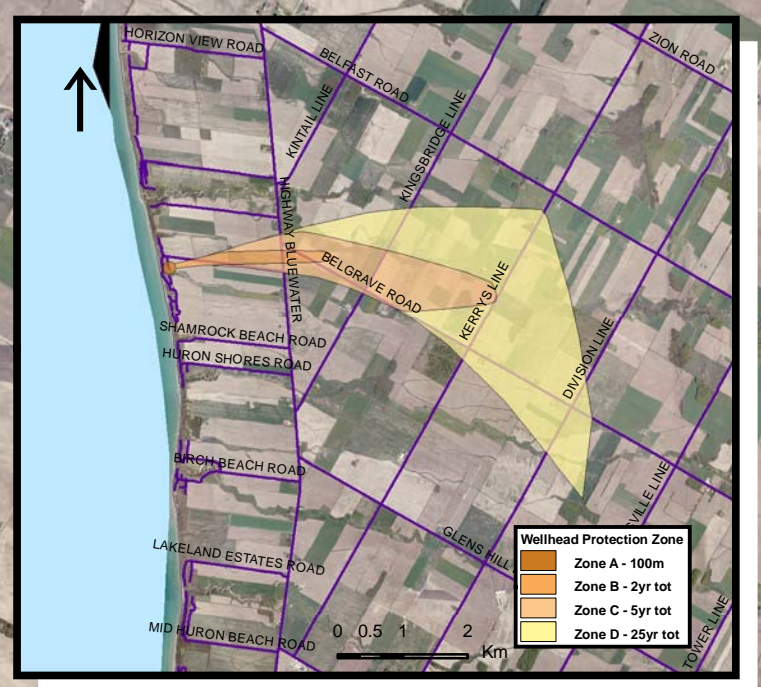 HORIZON VIEW ROAD
BELFAST ROAD
ZION ROAD
KINTAIL LINE
KINGSBRIDGE LINE
HIGHWAY BLUEWATER
BELGRAVE ROAD
KERRYS LINE
SHAMROCK BEACH ROAD
HURON SHORES ROAD
DIVISION LINE
BIRCH BEACH ROAD
GLENS HILL
SVILLE LINE
LAKELAND ESTATES ROAD
MID HURON BEACH ROAD
TOWER LINE
Wellhead Protection Zone
Zone A - 100m
Zone B - 2yr tot
Zone C - 5yr tot
Zone D - 25yr tot
0 0.5 1 2
Km